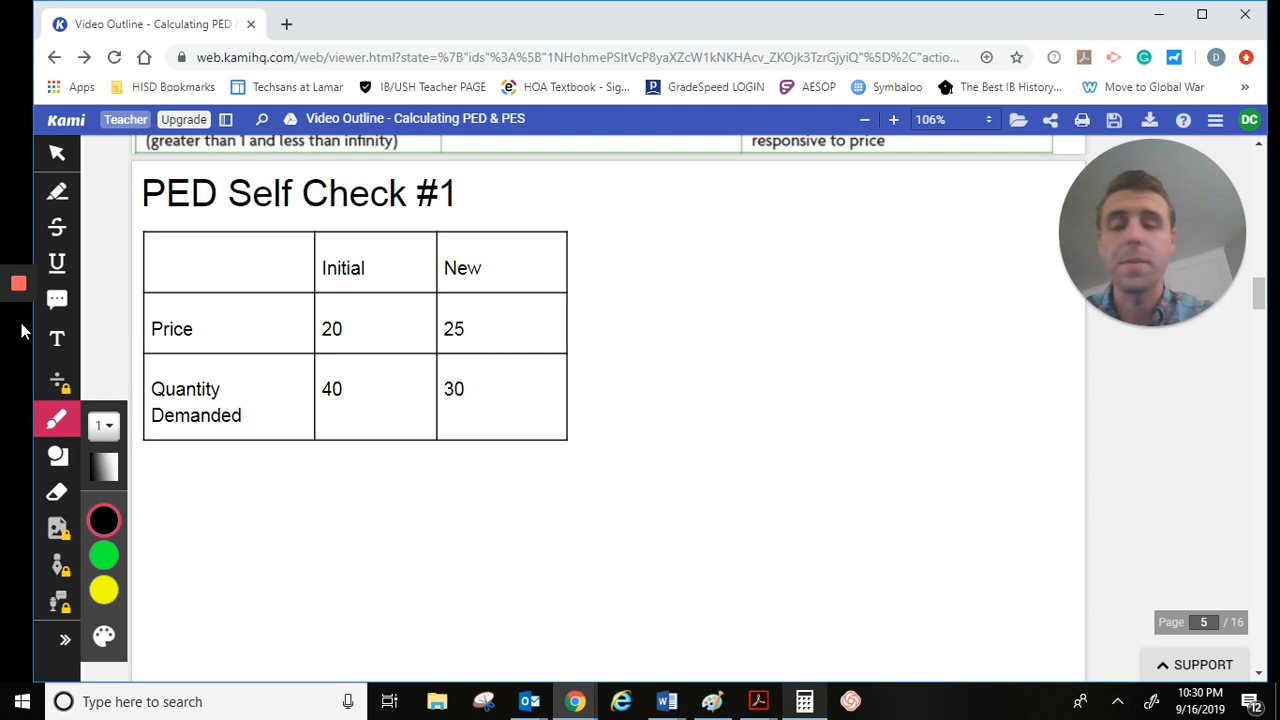 Video Outline - Calculating PED &
web.kamihq.com/web/viewer.html?state=%7B"ids"%3A%5B"1NHohmePSltVcP8yaXZcW1kNKHAcv_ZKOjk3TzrGjyiQ"%5D%2C"actio...
D
Apps HISD Bookmarks Techsans at Lamar IB/USH Teacher PAGE HOA Textbook - Sig... GradeSpeed LOGIN AESOP Symbaloo The Best IB History... Move to Global War »
Kami Teacher Upgrade Video Outline - Calculating PED & PES 106% DC
(greater than 1 and less than infinity) responsive to price
PED Self Check #1
Initial New
Price 20 25
Quantity 40 30
Demanded
1
Page 5 / 16
SUPPORT
Type here to search
10:30 PM
9/16/2019
12